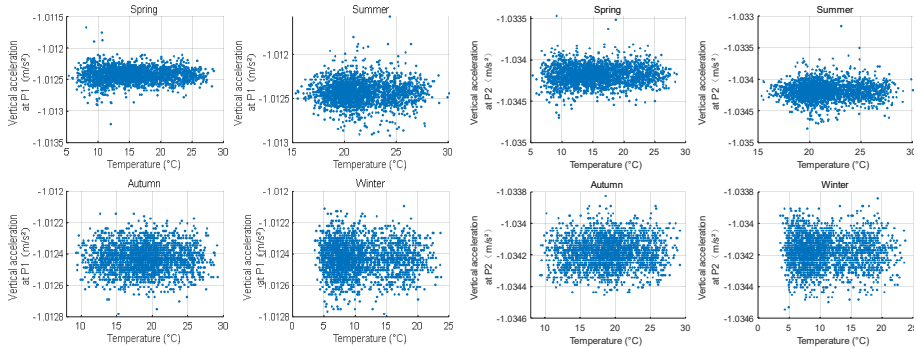 Spring
Vertical acceleration
at P1 (m/s²)
-1.0115
-1.012
-1.0125
-1.013
-1.0135
5 10 15 20 25 30
Temperature (°C)
Summer
Vertical acceleration
at P1 (m/s²)
-1.012
-1.0125
-1.013
15 20 25 30
Temperature (°C)
Spring
Vertical acceleration
at P2 (m/s²)
-1.0335
-1.034
-1.0345
-1.035
5 10 15 20 25 30
Temperature (°C)
Summer
Vertical acceleration
at P2 (m/s²)
-1.033
-1.0335
-1.034
-1.0345
-1.035
15 20 25 30
Temperature (°C)
Autumn
Vertical acceleration
at P1 (m/s²)
-1.012
-1.0122
-1.0124
-1.0126
-1.0128
10 15 20 25 30
Temperature (°C)
Winter
Vertical acceleration
at P1 (m/s²)
-1.012
-1.0122
-1.0124
-1.0126
-1.0128
0 5 10 15 20 25
Temperature (°C)
Autumn
Vertical acceleration
at P2 (m/s²)
-1.0338
-1.034
-1.0342
-1.0344
-1.0346
10 15 20 25 30
Temperature (°C)
Winter
Vertical acceleration
at P2 (m/s²)
-1.0338
-1.034
-1.0342
-1.0344
-1.0346
0 5 10 15 20 25
Temperature (°C)